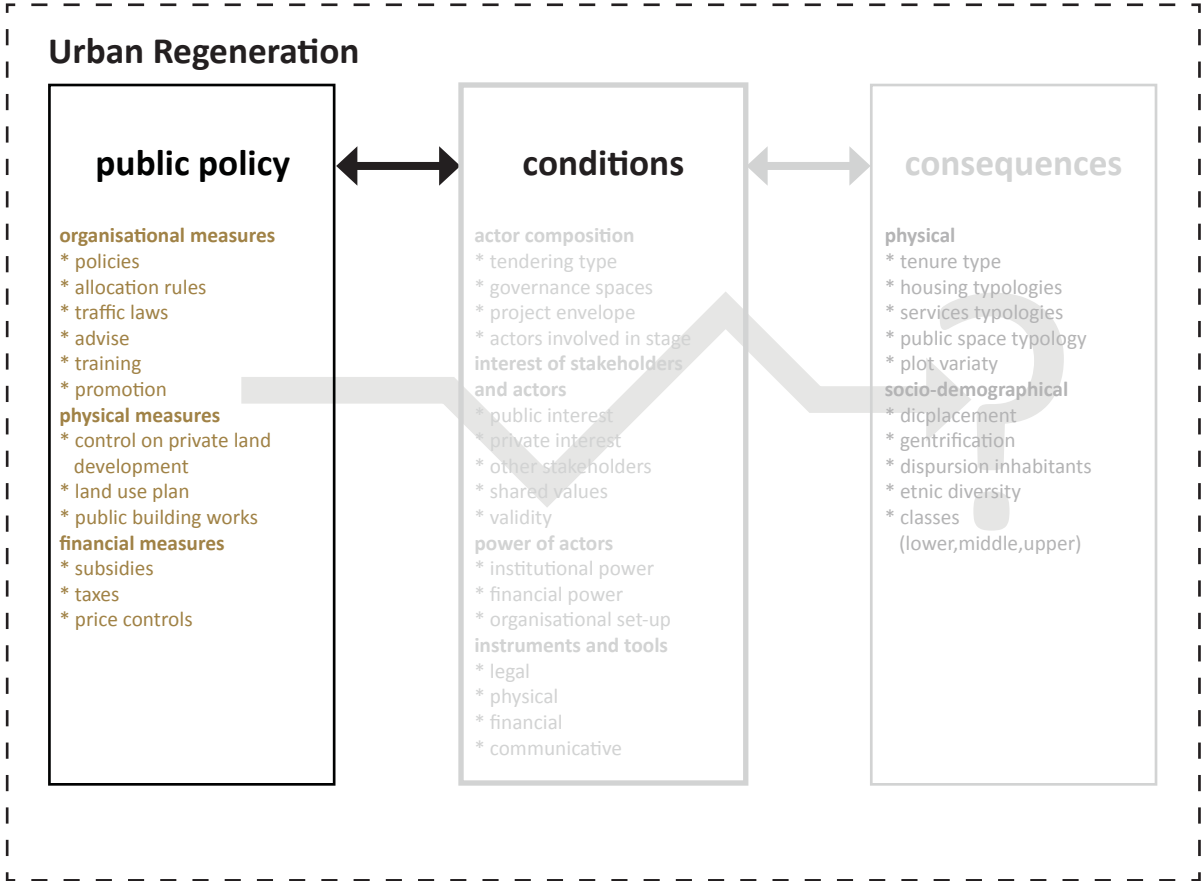 Urban Regeneration
public policy
organisational measures
* policies
* allocation rules
* traffic laws
* advise
* training
* promotion
physical measures
* control on private land
development
* land use plan
* public building works
financial measures
* subsidies
* taxes
* price controls
conditions
actor composition
* tendering type
* governance spaces
* project envelope
* actors involved in stage
interest of stakeholders
and actors
* public interest
* private interest
* other stakeholders
* shared values
* validity
power of actors
* institutional power
* financial power
* organisational set-up
instruments and tools
* legal
* physical
* financial
* communicative
consequences
physical
* tenure type
* housing typologies
* services typologies
* public space typology
* plot variaty
socio-demographical
* dicplacement
* gentrification
* dispursion inhabitants
* etnic diversity
* classes
(lower,middle,upper)
?